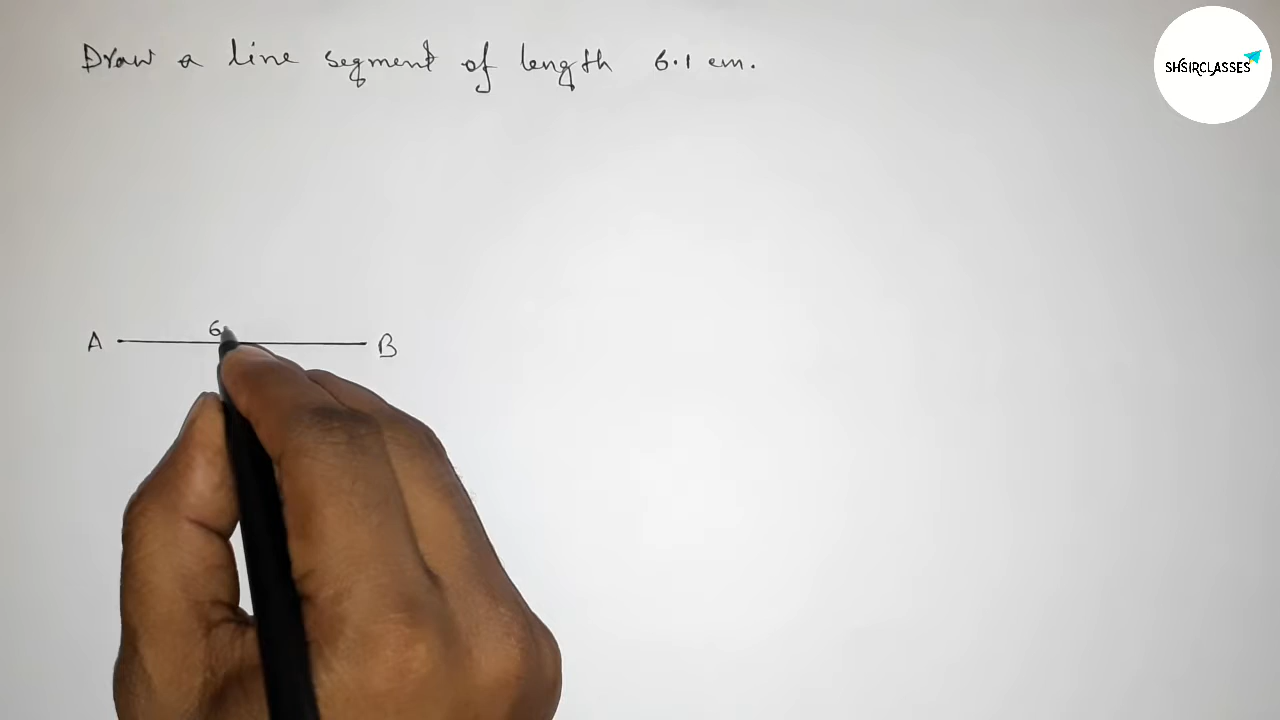 Draw a line segment of length 6.1 cm.
SHSIRCLASSES
6
A
B